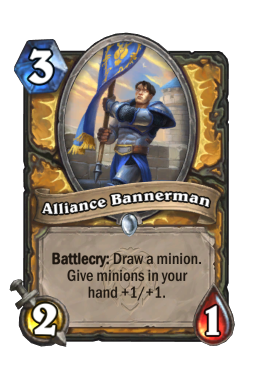 3
Alliance Bannerman
Battlecry: Draw a minion.
Give minions in your
hand +1/+1.
2
1